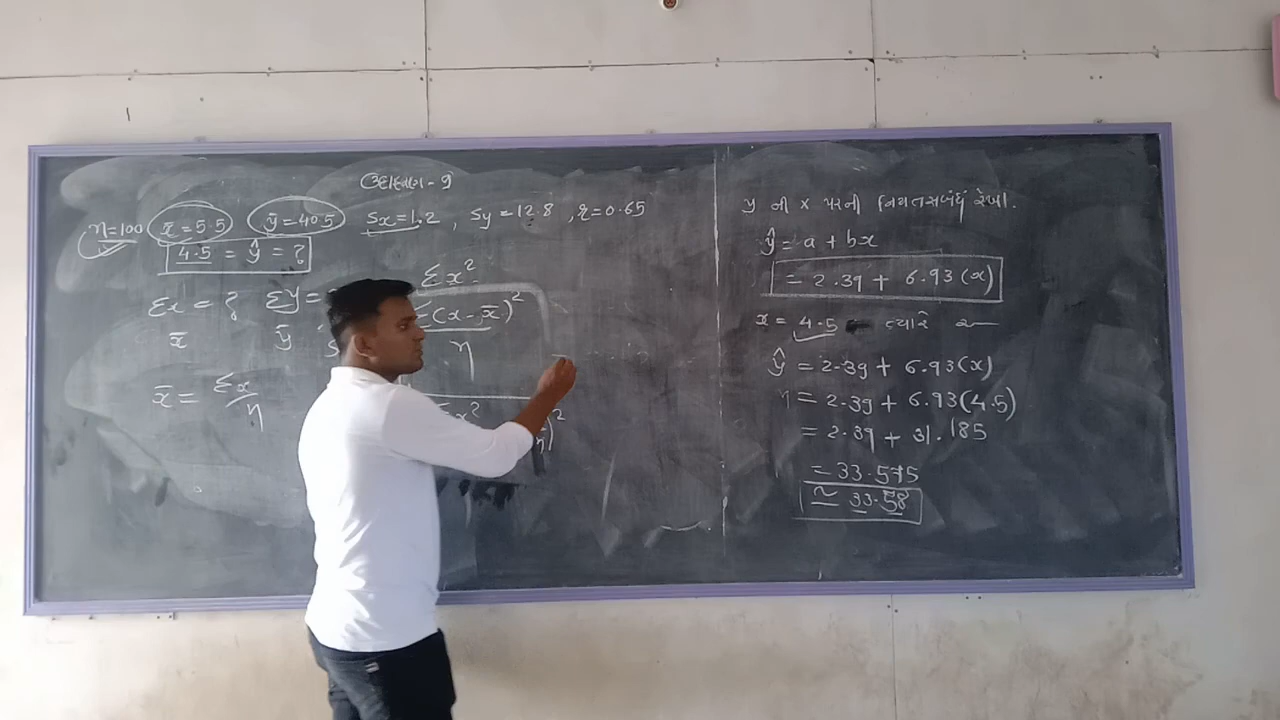 ઉદાહરણ - 9
n=100 x̄=5.5 ȳ=40.5 Sx=1.2, Sy=12.8, r=0.65
4.5 = ŷ = ?
Σx = ? Σy =
x̄ ȳ
x̄ = Σx/n
Σx²
Σ(x-x̄)²
n
Σx²
y ની x પરની નિયતસંબંધ રેખા.
ŷ = a + bx
= 2.39 + 6.93(x)
x = 4.5 ત્યારે
ŷ = 2.39 + 6.93(x)
= 2.39 + 6.93(4.5)
= 2.39 + 31.185
= 33.575
≈ 33.58